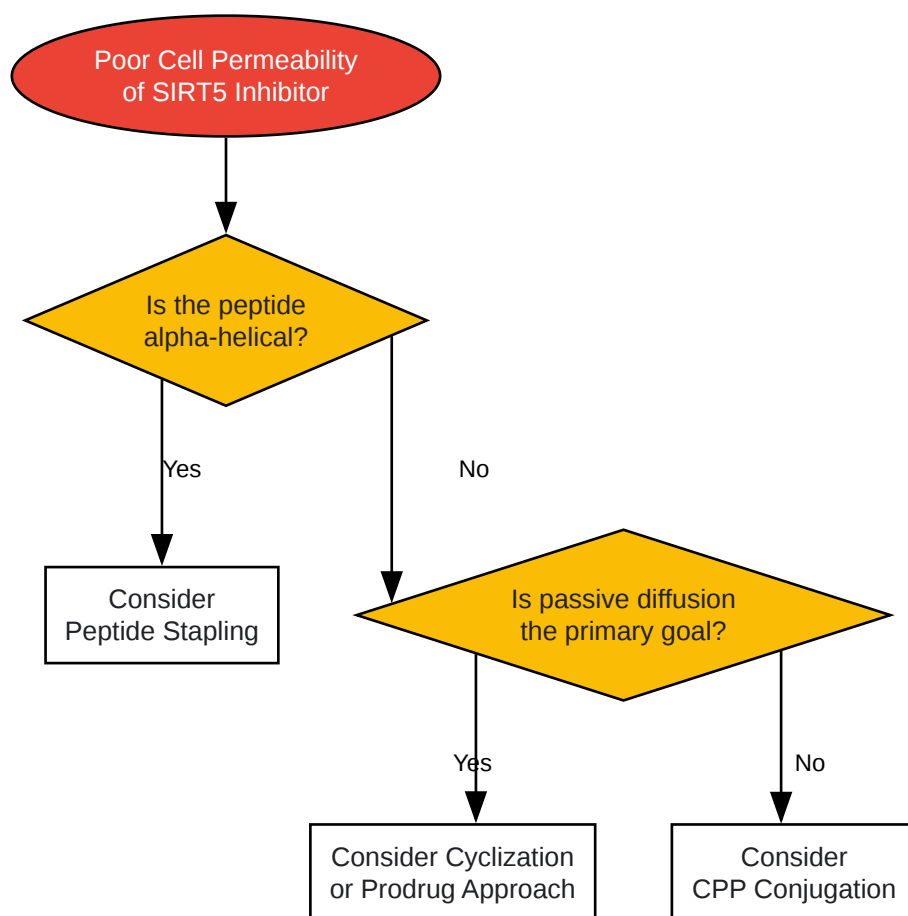 Poor Cell Permeability
of SIRT5 Inhibitor
Is the peptide
alpha-helical?
Yes
No
Consider
Peptide Stapling
Is passive diffusion
the primary goal?
Yes
No
Consider Cyclization
or Prodrug Approach
Consider
CPP Conjugation